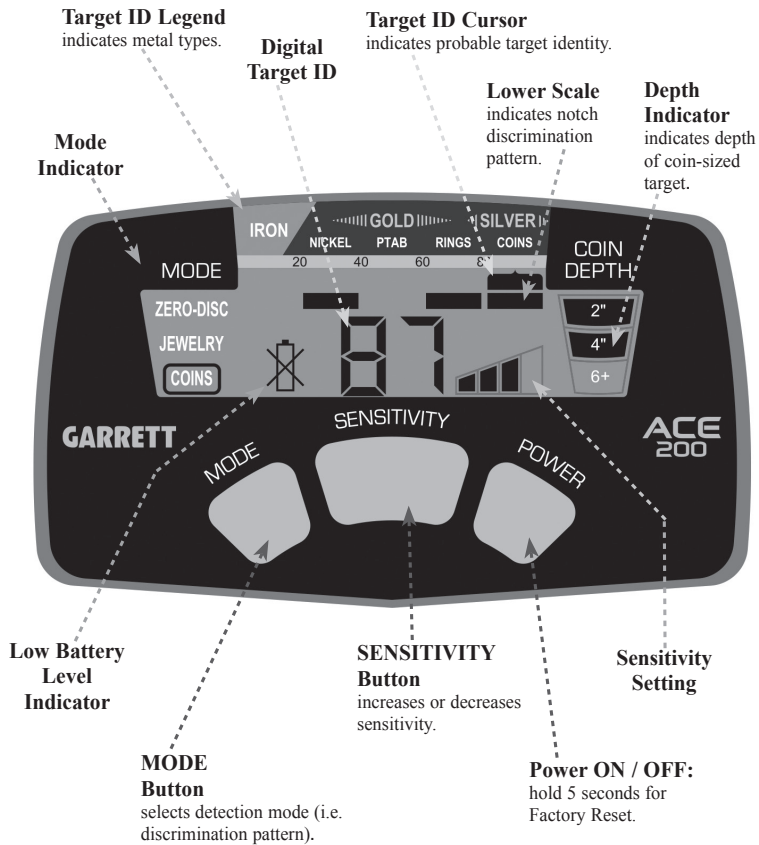 Target ID Legend
indicates metal types.
Digital
Target ID
Target ID Cursor
indicates probable target identity.
Lower Scale
indicates notch
discrimination
pattern.
Depth
Indicator
indicates depth
of coin-sized
target.
Mode
Indicator
IRON
GOLD
SILVER
NICKEL PTAB RINGS COINS
20 40 60 80
MODE
COIN
DEPTH
ZERO-DISC
JEWELRY
COINS
87
2"
4"
6+
GARRETT
ACE
200
MODE
SENSITIVITY
POWER
Low Battery
Level
Indicator
MODE
Button
selects detection mode (i.e.
discrimination pattern).
SENSITIVITY
Button
increases or decreases
sensitivity.
Power ON / OFF:
hold 5 seconds for
Factory Reset.
Sensitivity
Setting